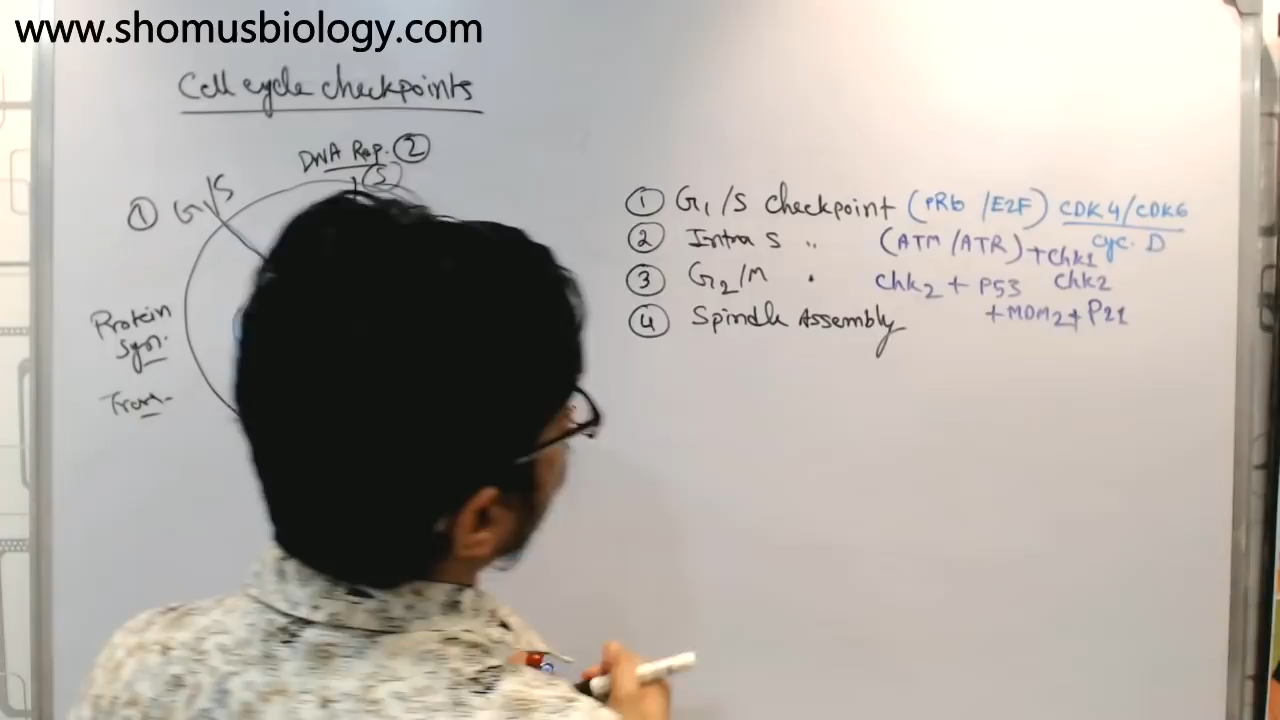 www.shomusbiology.com
Cell cycle checkpoints
DNA Rep. ②
Ⓢ
① G₁/S
Protein
Syn.
Tran.
① G₁/S Checkpoint (pRb/E2F) CDK4/CDK6
cyc. D
② Intra S " (ATM/ATR) + Chk1
Chk2
③ G₂/M " Chk₂ + P53
+ MDM2 + P21
④ Spindle Assembly